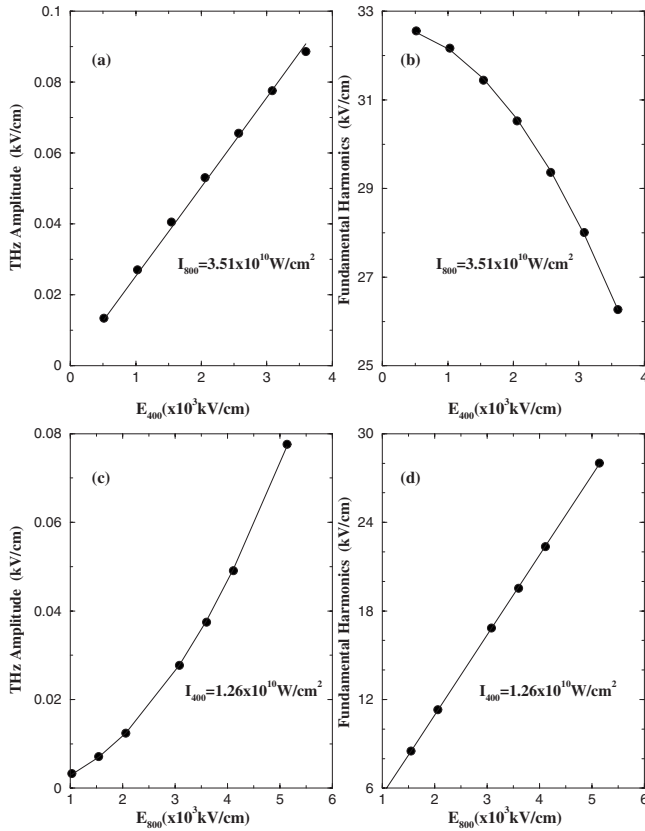 0.1
0.08
0.06
0.04
0.02
0
THz Amplitude (kV/cm)
(a)
I800=3.51x10^10W/cm^2
0 1 2 3 4
E400(x10^3kV/cm)
33
31
29
27
25
Fundamental Harmonics (kV/cm)
(b)
I800=3.51x10^10W/cm^2
0 1 2 3 4
E400(x10^3kV/cm)
0.08
0.06
0.04
0.02
0
THz Amplitude (kV/cm)
(c)
I400=1.26x10^10W/cm^2
1 2 3 4 5 6
E800(x10^3kV/cm)
30
24
18
12
6
Fundamental Harmonics (kV/cm)
(d)
I400=1.26x10^10W/cm^2
1 2 3 4 5 6
E800(x10^3kV/cm)